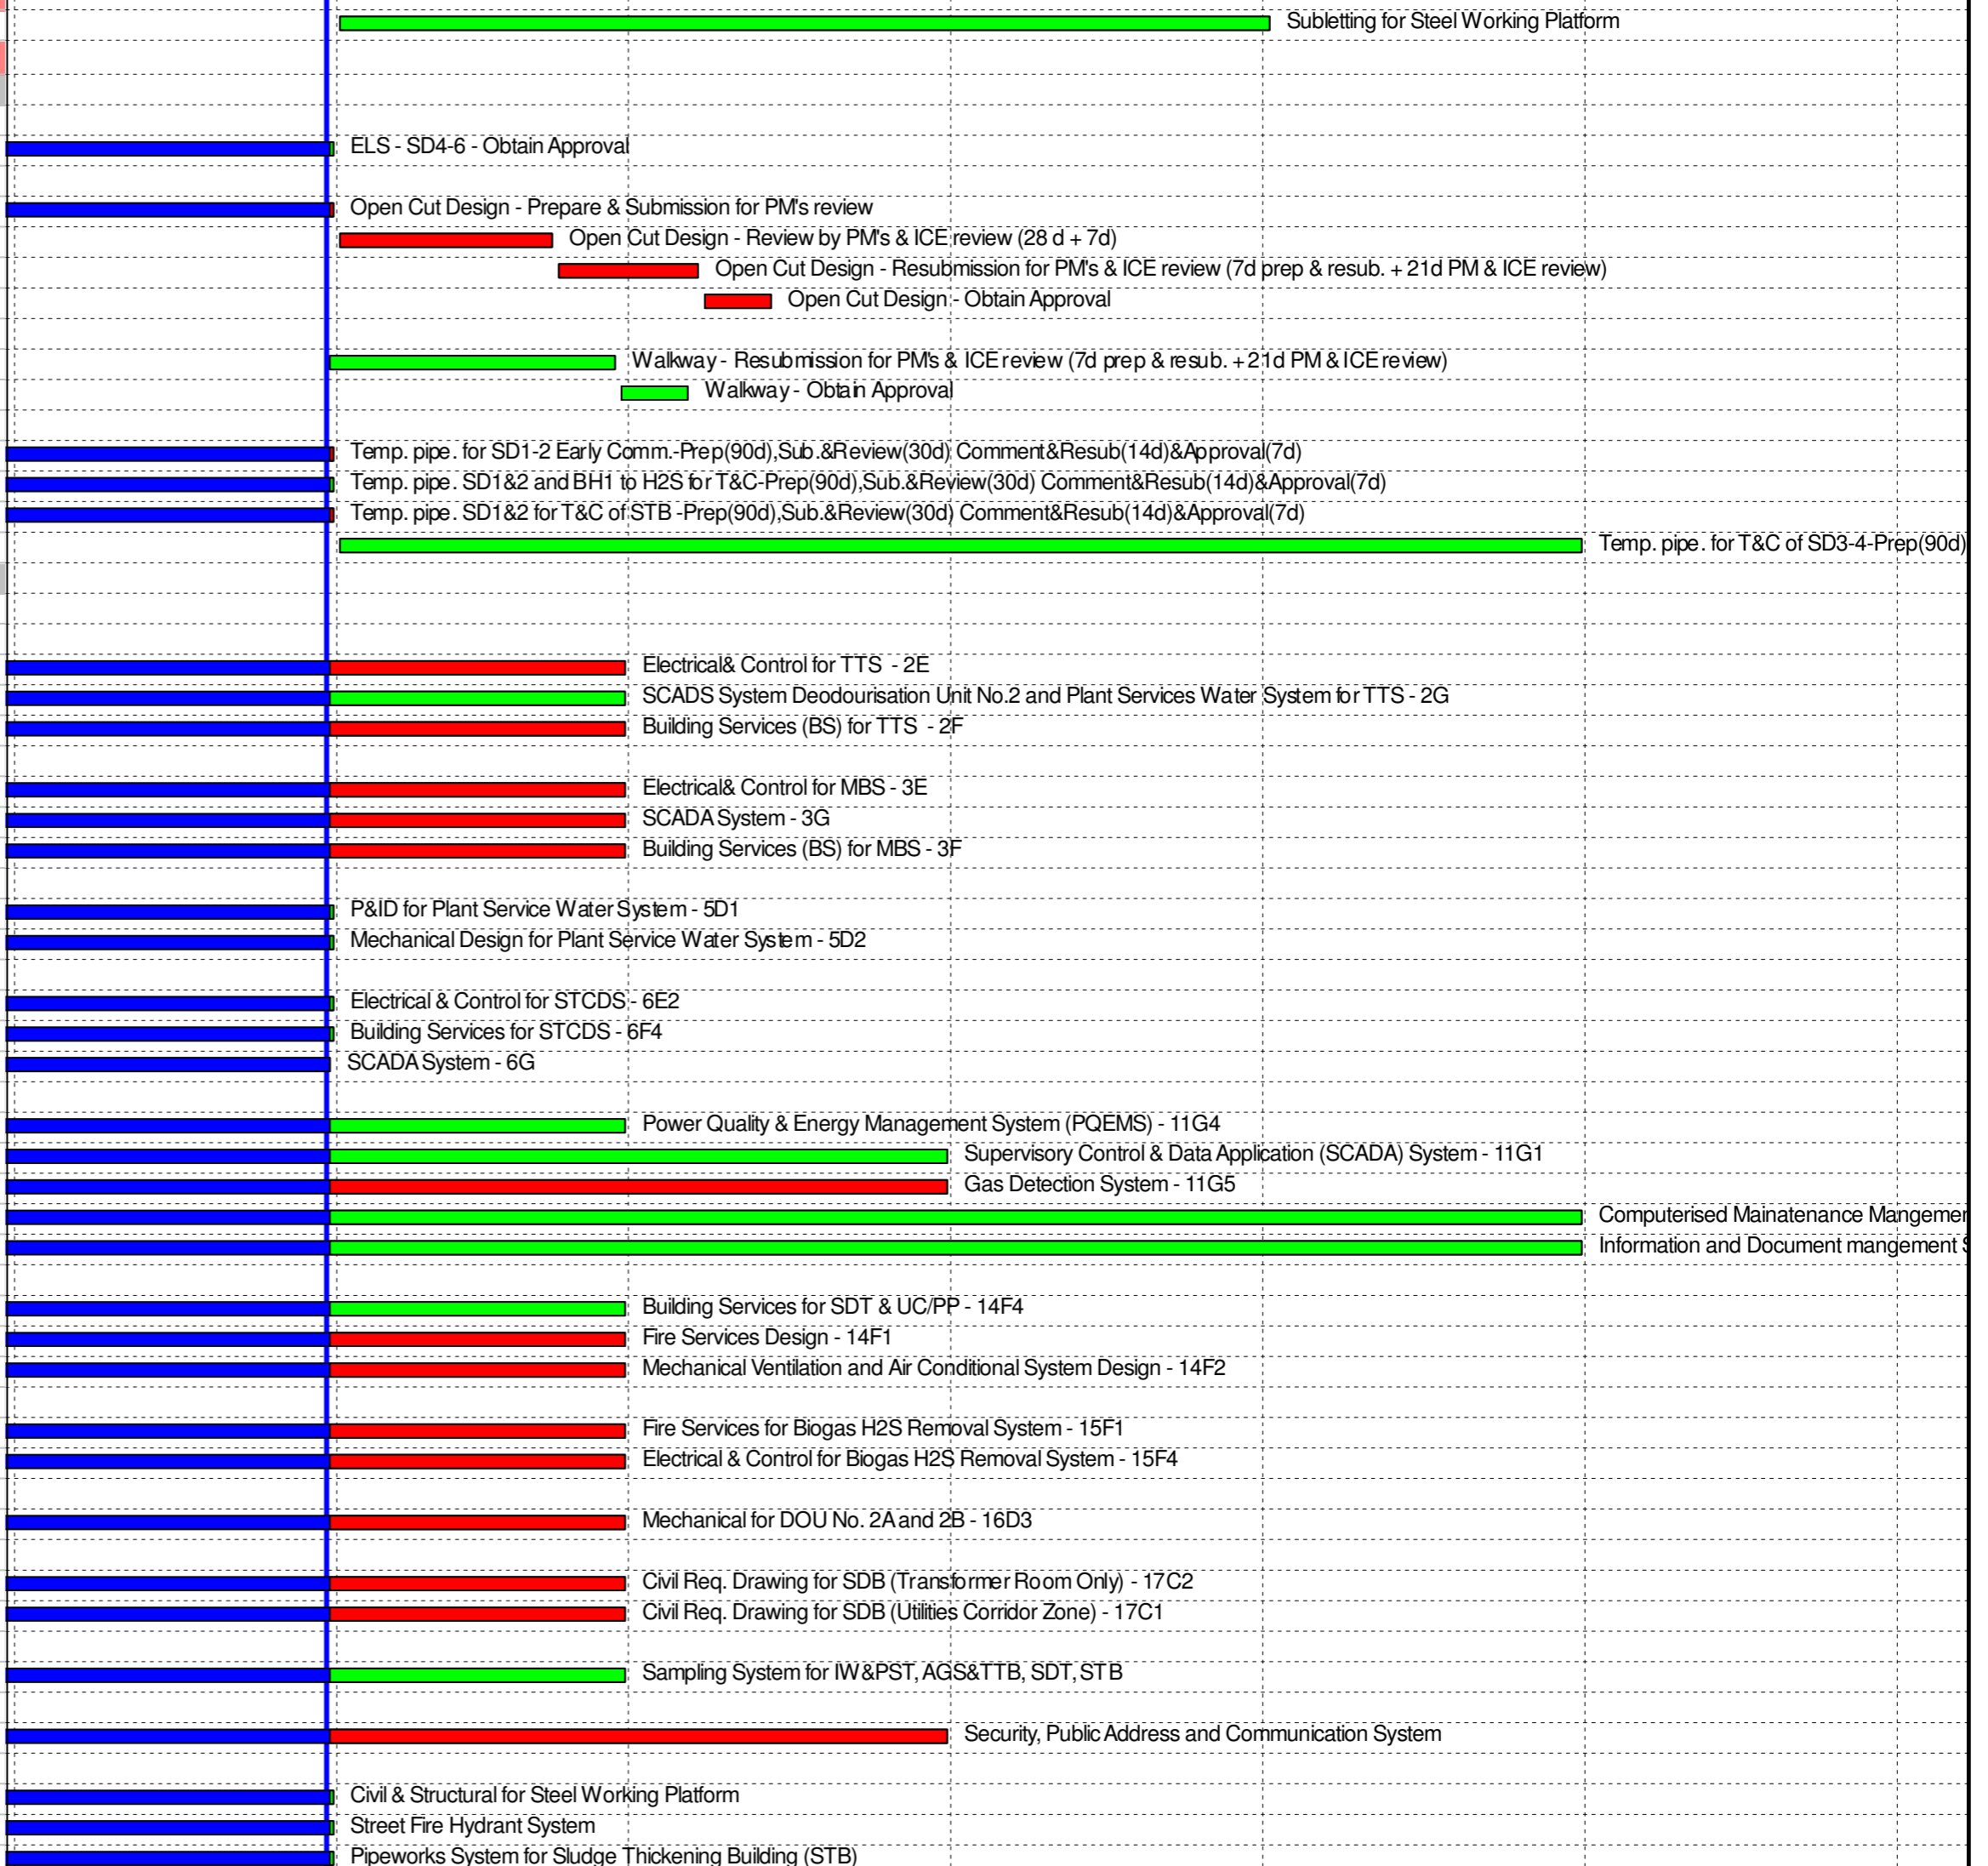 Subletting for Steel Working Platform
ELS - SD4-6 - Obtain Approval
Open Cut Design - Prepare & Submission for PM's review
Open Cut Design - Review by PM's & ICE review (28 d + 7d)
Open Cut Design - Resubmission for PM's & ICE review (7d prep & resub. + 21d PM & ICE review)
Open Cut Design - Obtain Approval
Walkway - Resubmission for PM's & ICE review (7d prep & resub. + 21d PM & ICE review)
Walkway - Obtain Approval
Temp. pipe. for SD1-2 Early Comm.-Prep(90d),Sub.&Review(30d) Comment&Resub(14d)&Approval(7d)
Temp. pipe. SD1&2 and BH1 to H2S for T&C-Prep(90d),Sub.&Review(30d) Comment&Resub(14d)&Approval(7d)
Temp. pipe. SD1&2 for T&C of STB -Prep(90d),Sub.&Review(30d) Comment&Resub(14d)&Approval(7d)
Temp. pipe. for T&C of SD3-4-Prep(90d)
Electrical& Control for TTS - 2E
SCADS System Deodourisation Unit No.2 and Plant Services Water System for TTS - 2G
Building Services (BS) for TTS - 2F
Electrical& Control for MBS - 3E
SCADA System - 3G
Building Services (BS) for MBS - 3F
P&ID for Plant Service Water System - 5D1
Mechanical Design for Plant Service Water System - 5D2
Electrical & Control for STCDS - 6E2
Building Services for STCDS - 6F4
SCADA System - 6G
Power Quality & Energy Management System (PQEMS) - 11G4
Supervisory Control & Data Application (SCADA) System - 11G1
Gas Detection System - 11G5
Computerised Mainatenance Mangemer
Information and Document mangement S
Building Services for SDT & UC/PP - 14F4
Fire Services Design - 14F1
Mechanical Ventilation and Air Conditional System Design - 14F2
Fire Services for Biogas H2S Removal System - 15F1
Electrical & Control for Biogas H2S Removal System - 15F4
Mechanical for DOU No. 2A and 2B - 16D3
Civil Req. Drawing for SDB (Transformer Room Only) - 17C2
Civil Req. Drawing for SDB (Utilities Corridor Zone) - 17C1
Sampling System for IW&PST, AGS&TTB, SDT, STB
Security, Public Address and Communication System
Civil & Structural for Steel Working Platform
Street Fire Hydrant System
Pipeworks System for Sludge Thickening Building (STB)